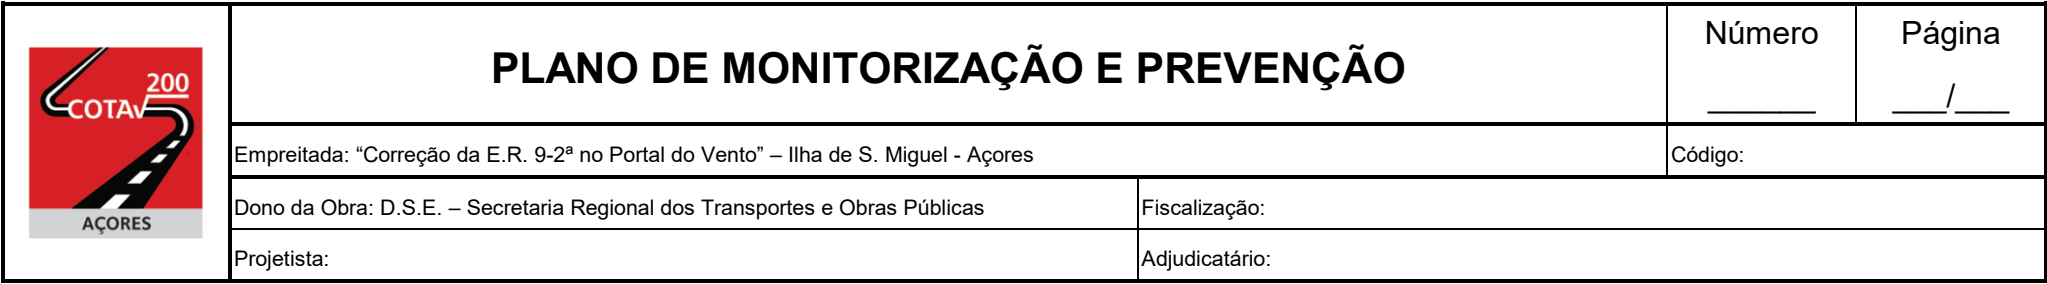 200
COTAV
AÇORES
PLANO DE MONITORIZAÇÃO E PREVENÇÃO
Número
______
Página
___/___
Empreitada: “Correção da E.R. 9-2ª no Portal do Vento” – Ilha de S. Miguel - Açores
Código:
Dono da Obra: D.S.E. – Secretaria Regional dos Transportes e Obras Públicas
Fiscalização:
Projetista:
Adjudicatário: